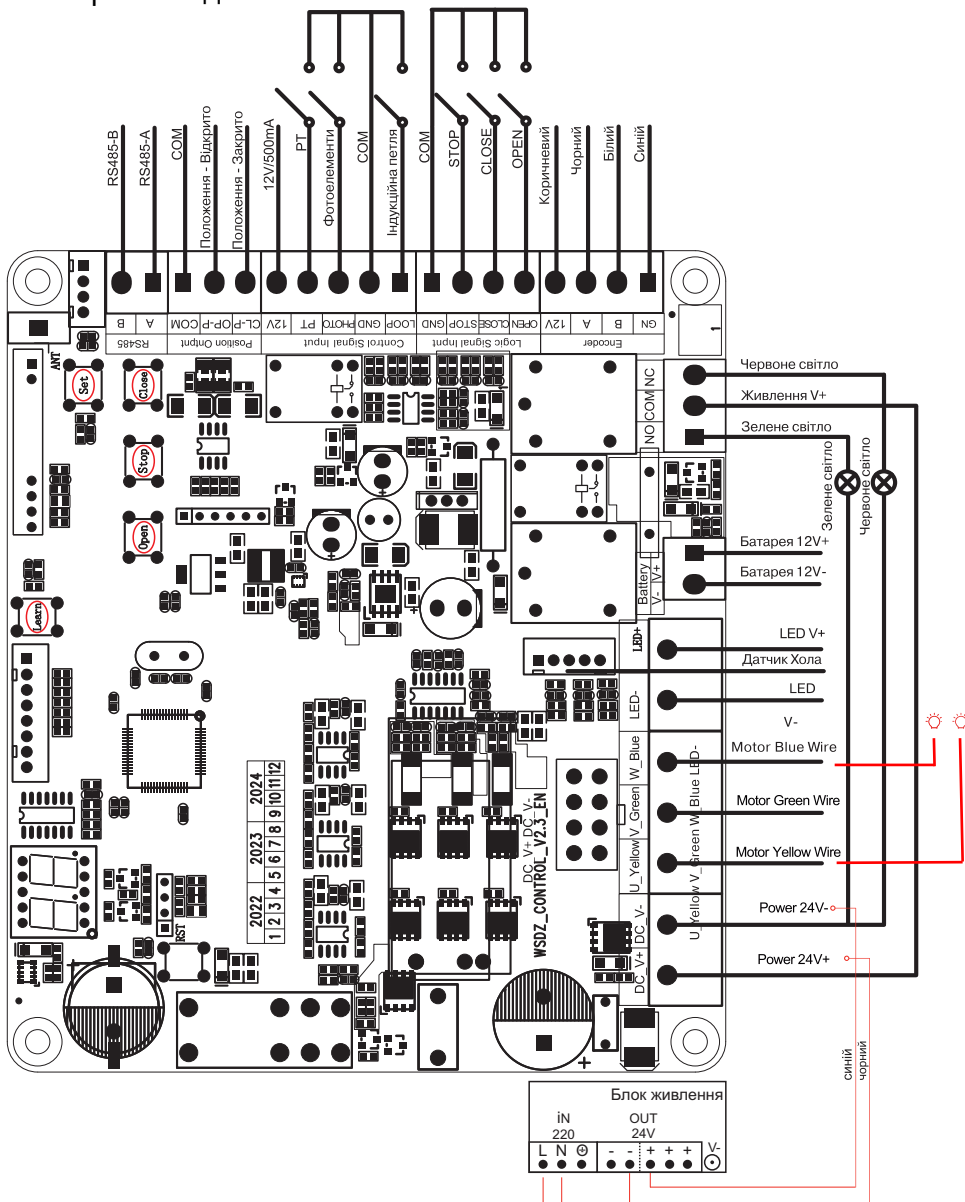 RS485-B
RS485-A
COM
Положення - Відкрито
Положення - Закрито
12V/500mA
PT
Фотоелементи
COM
Індукційна петля
COM
STOP
CLOSE
OPEN
Коричневий
Чорний
Білий
Синій
B
A
COM
OP-P
CL-P
12V
PT
PHOTO
GND
LOOP
GND
STOP
CLOSE
OPEN
12V
A
B
GN
RS485
Position Output
Control Signal Input
Logic Signal Input
Encoder
1
ANT
Set
Close
Stop
Open
Learn
NO COM NC
Червоне світло
Живлення V+
Зелене світло
Зелене світло
Червоне світло
Battery
V- V+
Батарея 12V+
Батарея 12V-
LED+
LED V+
Датчик Хола
LED-
LED
V-
U_Yellow V_Green W_Blue
U_Yellow V_Green W_Blue LED-
Motor Blue Wire
Motor Green Wire
Motor Yellow Wire
DC_V+ DC_V-
Power 24V-
Power 24V+
DC_V+ DC_V-
WSDZ_CONTROL_V2.3_EN
2022 2023 2024
1 2 3 4 5 6 7 8 9 10 11 12
RST
+
+
+
+
+
синій
чорний
Блок живлення
iN
OUT
220
24V
L N - - + + + V-